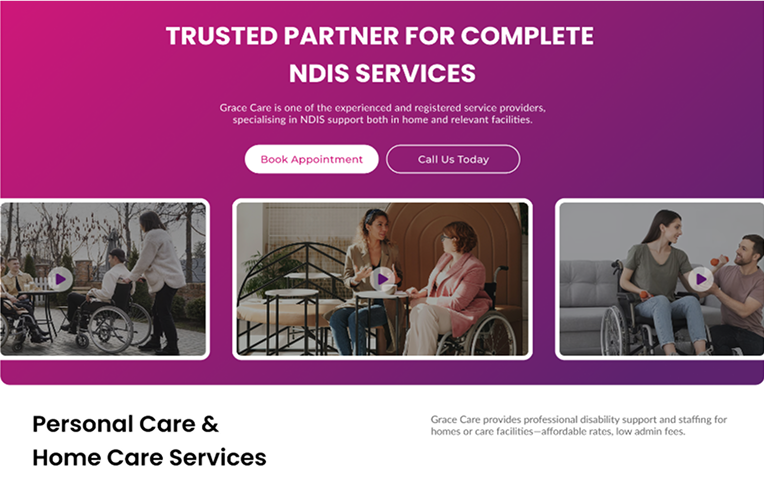 TRUSTED PARTNER FOR COMPLETE
NDIS SERVICES
Grace Care is one of the experienced and registered service providers,
specialising in NDIS support both in home and relevant facilities.
Book Appointment
Call Us Today
Personal Care &
Home Care Services
Grace Care provides professional disability support and staffing for
homes or care facilities—affordable rates, low admin fees.